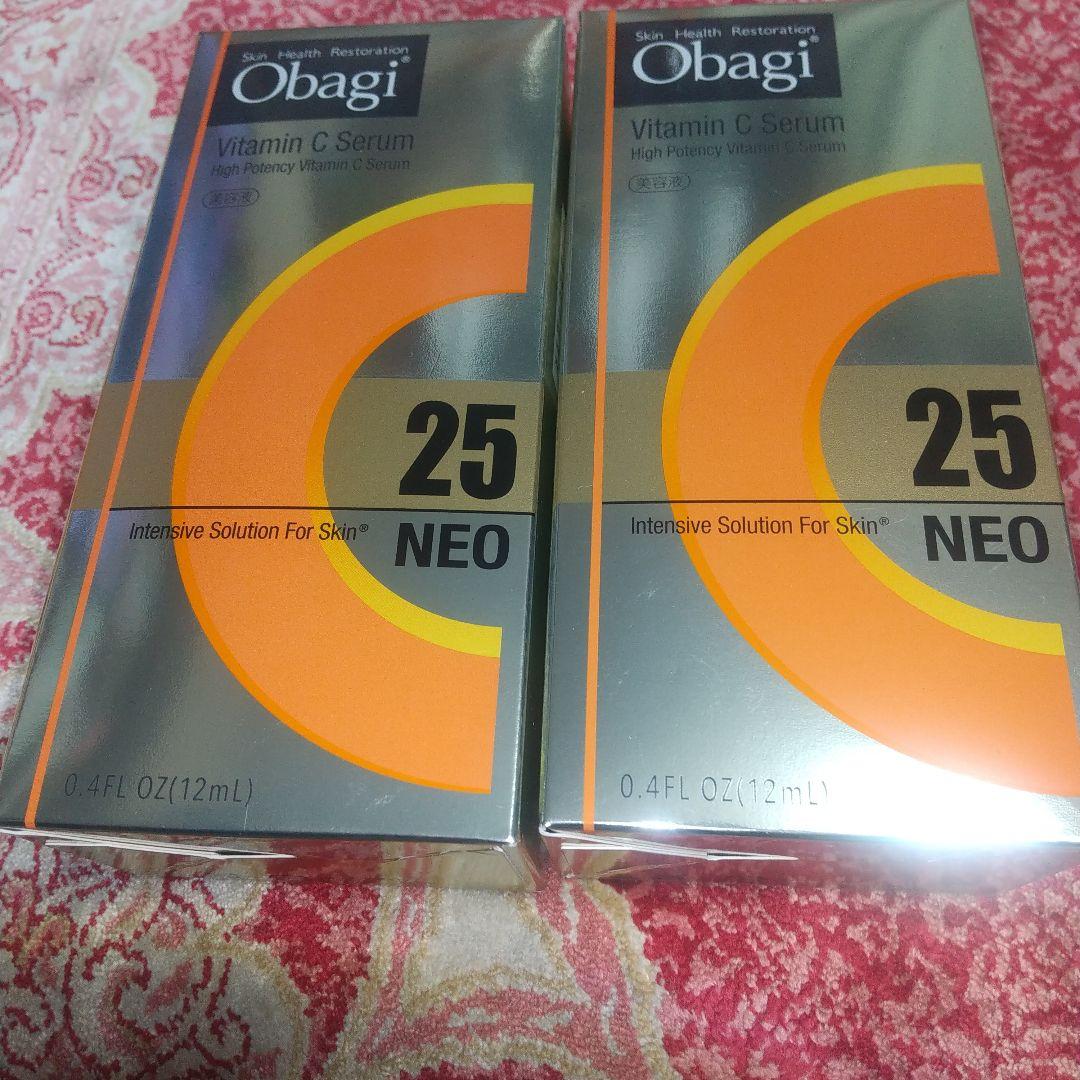 Skin Health Restoration
Obagi®
Vitamin C Serum
High Potency Vitamin C Serum
美容液
25
Intensive Solution For Skin®
NEO
0.4FL OZ(12mL)
Skin Health Restoration
Obagi®
Vitamin C Serum
High Potency Vitamin C Serum
美容液
25
Intensive Solution For Skin®
NEO
0.4FL OZ(12mL)